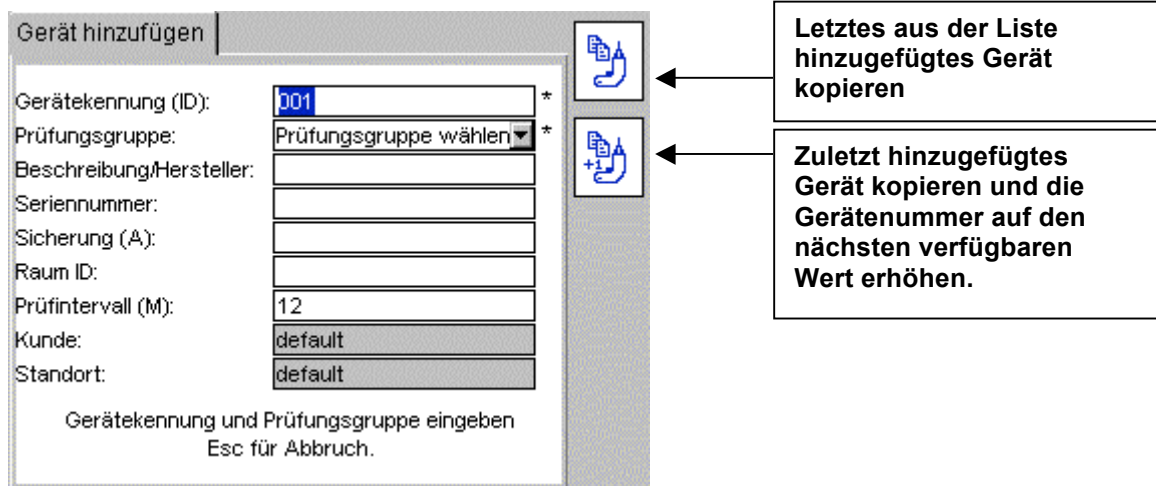 Gerät hinzufügen
Gerätekennung (ID): 001 *
Prüfungsgruppe: Prüfungsgruppe wählen *
Beschreibung/Hersteller:
Seriennummer:
Sicherung (A):
Raum ID:
Prüfintervall (M): 12
Kunde: default
Standort: default
Gerätekennung und Prüfungsgruppe eingeben
Esc für Abbruch.
+1
Letztes aus der Liste
hinzugefügtes Gerät
kopieren
Zuletzt hinzugefügtes
Gerät kopieren und die
Gerätenummer auf den
nächsten verfügbaren
Wert erhöhen.